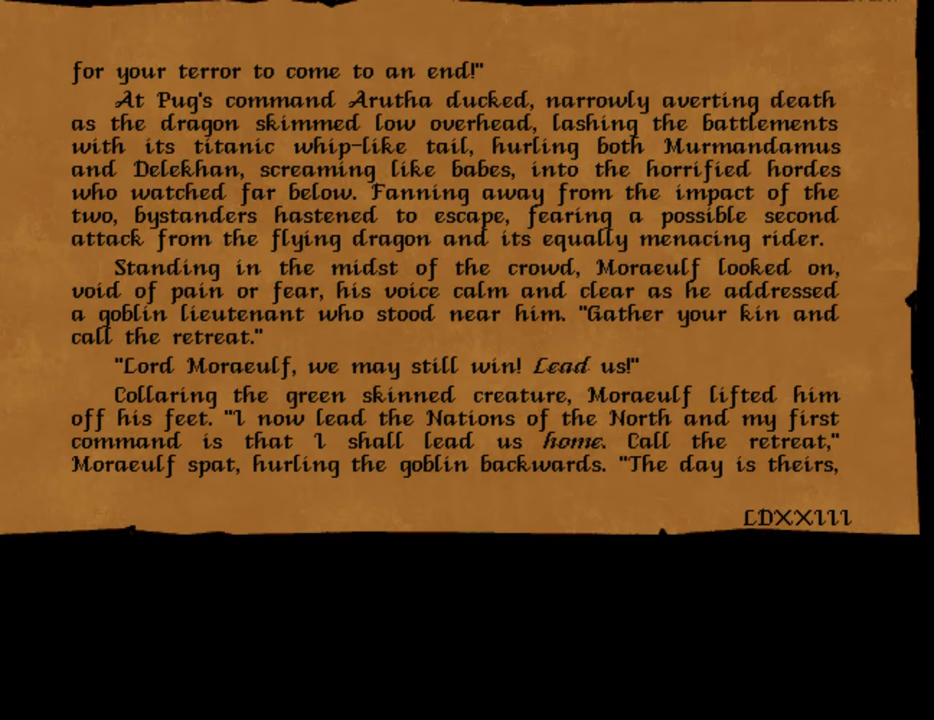 for your terror to come to an end!"
At Pug's command Arutha ducked, narrowly averting death
as the dragon skimmed low overhead, lashing the battlements
with its titanic whip-like tail, hurling both Murmandamus
and Delekhan, screaming like babes, into the horrified hordes
who watched far below. Fanning away from the impact of the
two, bystanders hastened to escape, fearing a possible second
attack from the flying dragon and its equally menacing rider.
Standing in the midst of the crowd, Moraeulf looked on,
void of pain or fear, his voice calm and clear as he addressed
a goblin lieutenant who stood near him. "Gather your kin and
call the retreat."
"Lord Moraeulf, we may still win! Lead us!"
Collaring the green skinned creature, Moraeulf lifted him
off his feet. "I now lead the Nations of the North and my first
command is that I shall lead us home. Call the retreat,"
Moraeulf spat, hurling the goblin backwards. "The day is theirs,
LDXXIII